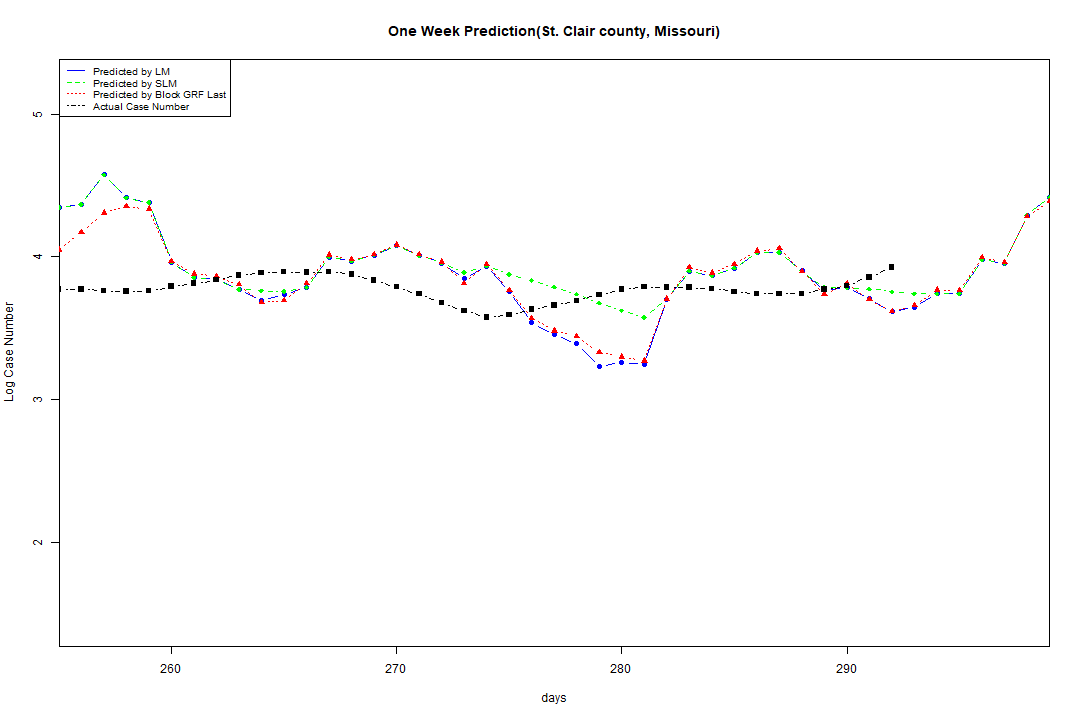 One Week Prediction(St. Clair county, Missouri)
Predicted by LM
Predicted by SLM
Predicted by Block GRF Last
Actual Case Number
5
4
3
2
Log Case Number
260
270
280
290
days